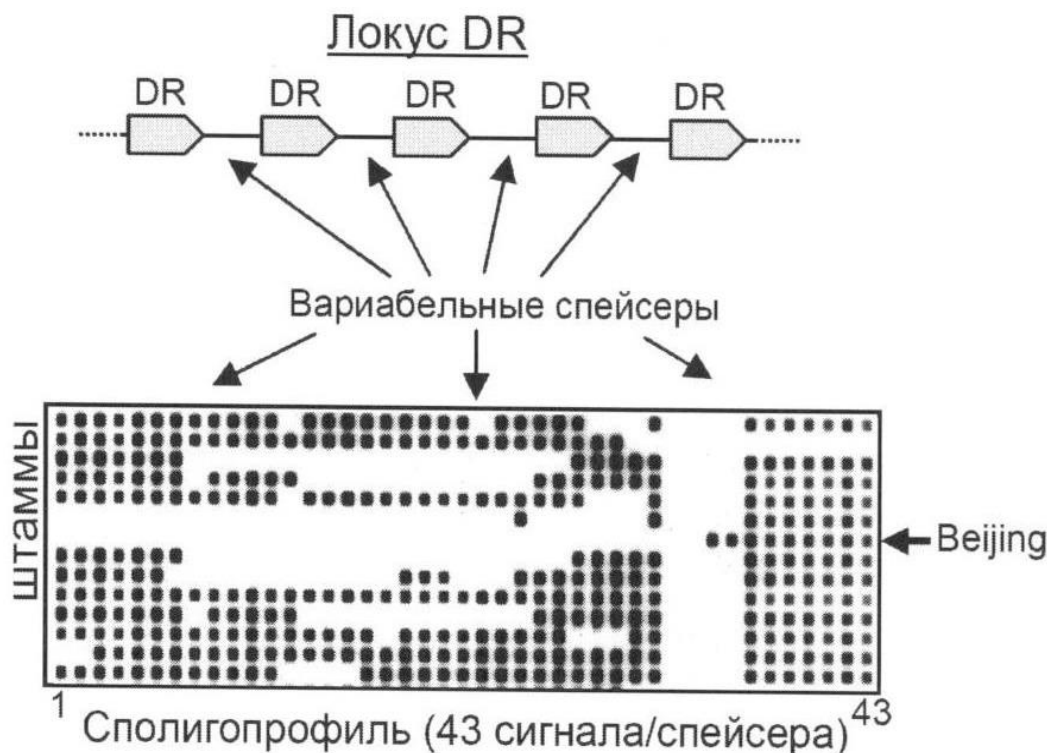 Локус DR
DR DR DR DR DR
Вариабельные спейсеры
штаммы
Beijing
1 43
Сполигопрофиль (43 сигнала/спейсера)